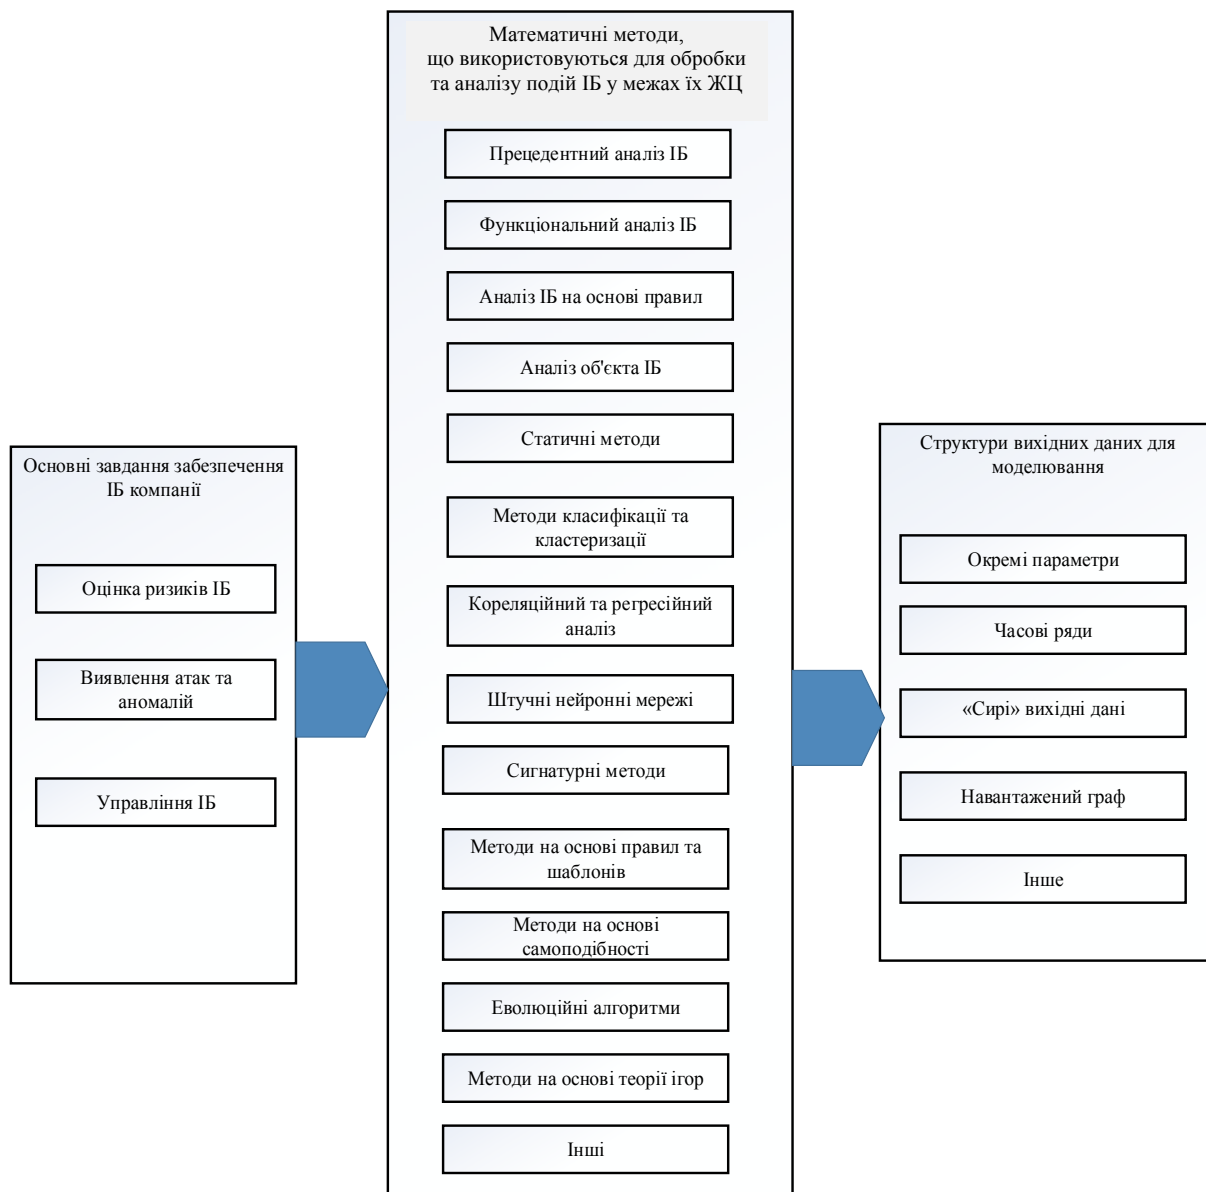 Основні завдання забезпечення
ІБ компанії
Оцінка ризиків ІБ
Виявлення атак та
аномалій
Управління ІБ
Математичні методи,
що використовуються для обробки
та аналізу подій ІБ у межах їх ЖЦ
Прецедентний аналіз ІБ
Функціональний аналіз ІБ
Аналіз ІБ на основі правил
Аналіз об'єкта ІБ
Статичні методи
Методи класифікації та
кластеризації
Кореляційний та регресійний
аналіз
Штучні нейронні мережі
Сигнатурні методи
Методи на основі правил та
шаблонів
Методи на основі
самоподібності
Еволюційні алгоритми
Методи на основі теорії ігор
Інші
Структури вихідних даних для
моделювання
Окремі параметри
Часові ряди
«Сирі» вихідні дані
Навантажений граф
Інше